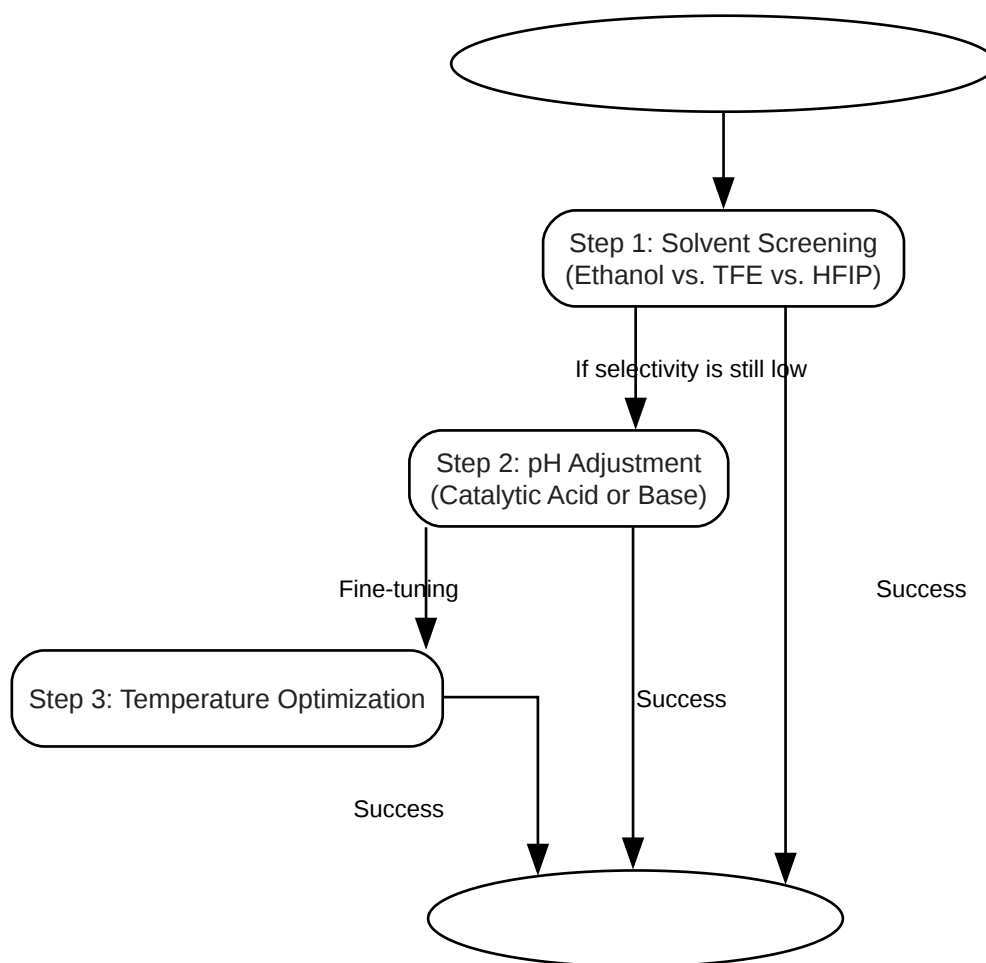 Step 1: Solvent Screening
(Ethanol vs. TFE vs. HFIP)
If selectivity is still low
Step 2: pH Adjustment
(Catalytic Acid or Base)
Fine-tuning
Success
Step 3: Temperature Optimization
Success
Success